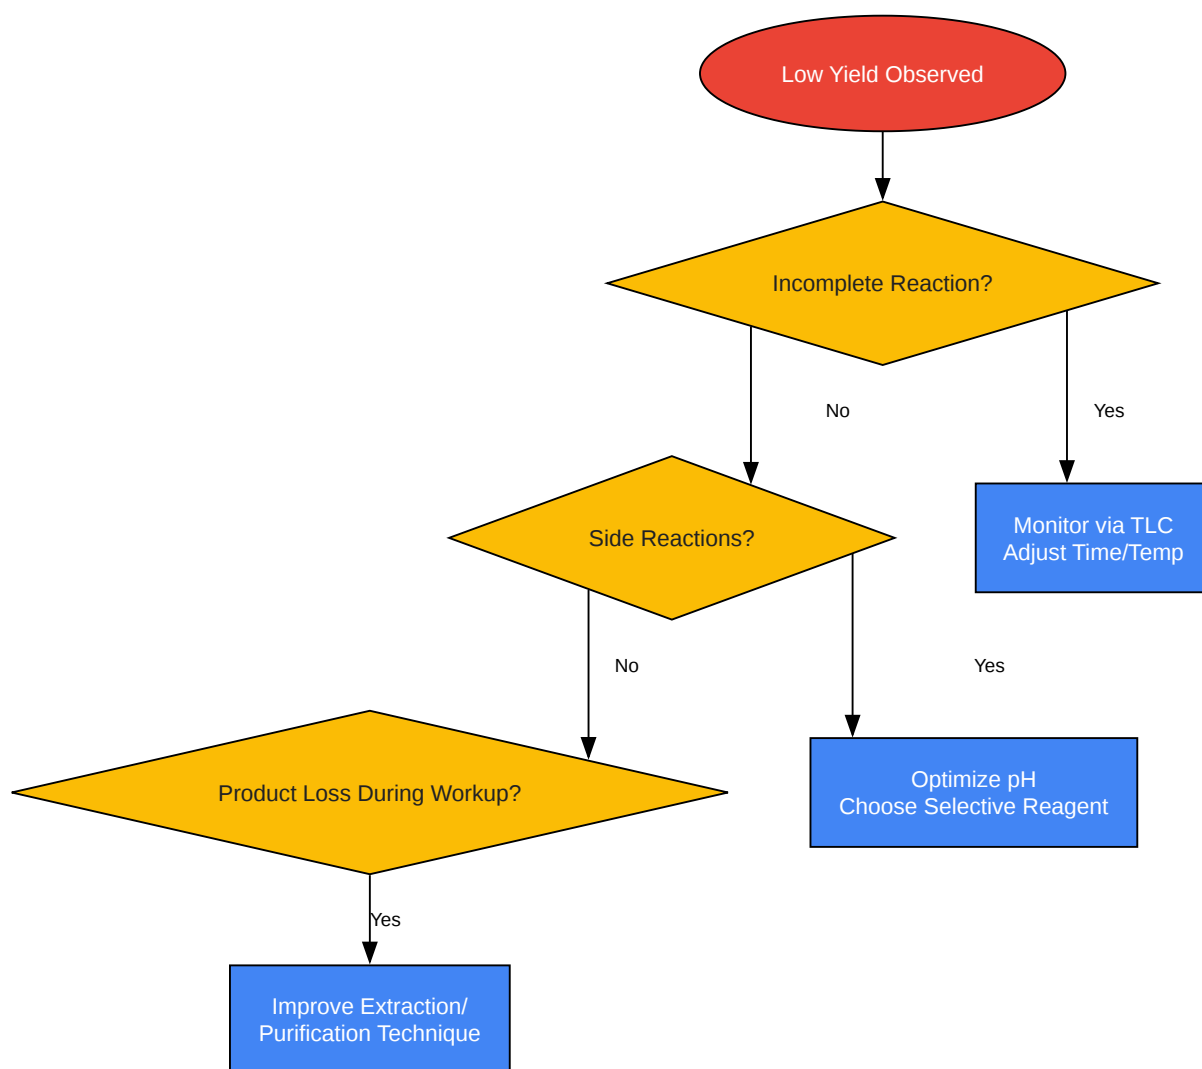 Low Yield Observed
Incomplete Reaction?
No
Yes
Monitor via TLC
Adjust Time/Temp
Side Reactions?
No
Yes
Optimize pH
Choose Selective Reagent
Product Loss During Workup?
Yes
Improve Extraction/
Purification Technique